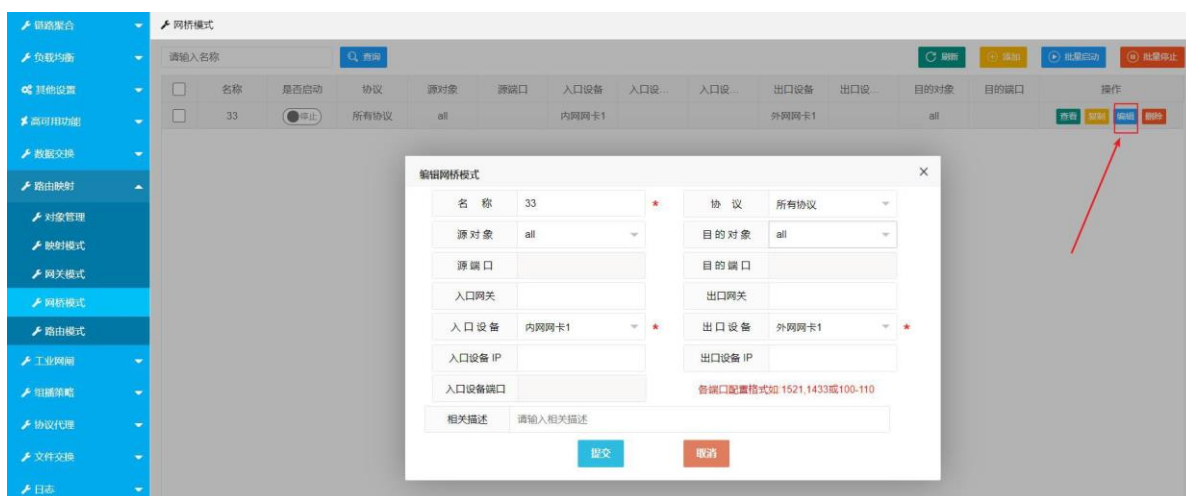 链路聚合
负载均衡
其他设置
高可用功能
数据交换
路由映射
对象管理
映射模式
网关模式
网桥模式
路由模式
工业网闸
组播策略
协议代理
文件交换
日志
网桥模式
请输入名称 查询 刷新 添加 批量启动 批量停止
名称 是否启动 协议 源对象 源端口 入口设备 入口设... 入口设... 出口设备 出口设... 目的对象 目的端口 操作
33 停止 所有协议 all 内网网卡1 外网网卡1 all 查看 复制 编辑 删除
编辑网桥模式 ×
名 称 33 * 协 议 所有协议
源对象 all 目的对象 all
源端口 目的端口
入口网关 出口网关
入口设备 内网网卡1 * 出口设备 外网网卡1 *
入口设备 IP 出口设备 IP
入口设备端口 各端口配置格式如:1521,1433或100-110
相关描述 请输入相关描述
提交 取消